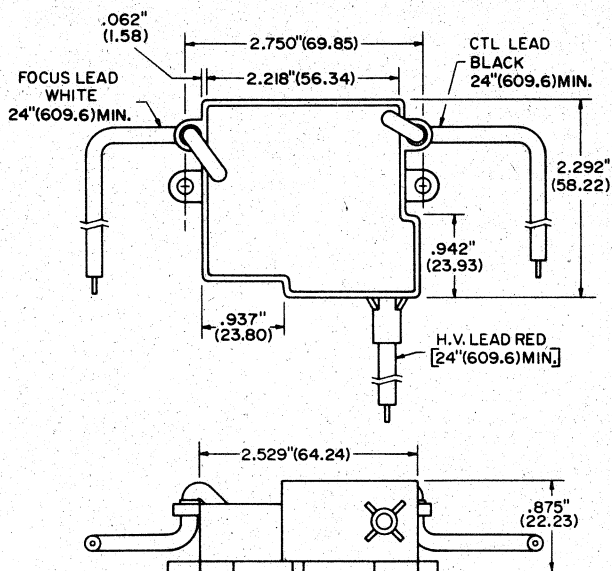 .062"
(1.58)
2.750"(69.85)
2.218"(56.34)
CTL LEAD
BLACK
24"(609.6)MIN.
FOCUS LEAD
WHITE
24"(609.6)MIN.
2.292"
(58.22)
.942"
(23.93)
.937"
(23.80)
H.V. LEAD RED
[24"(609.6)MIN.]
2.529"(64.24)
.875"
(22.23)